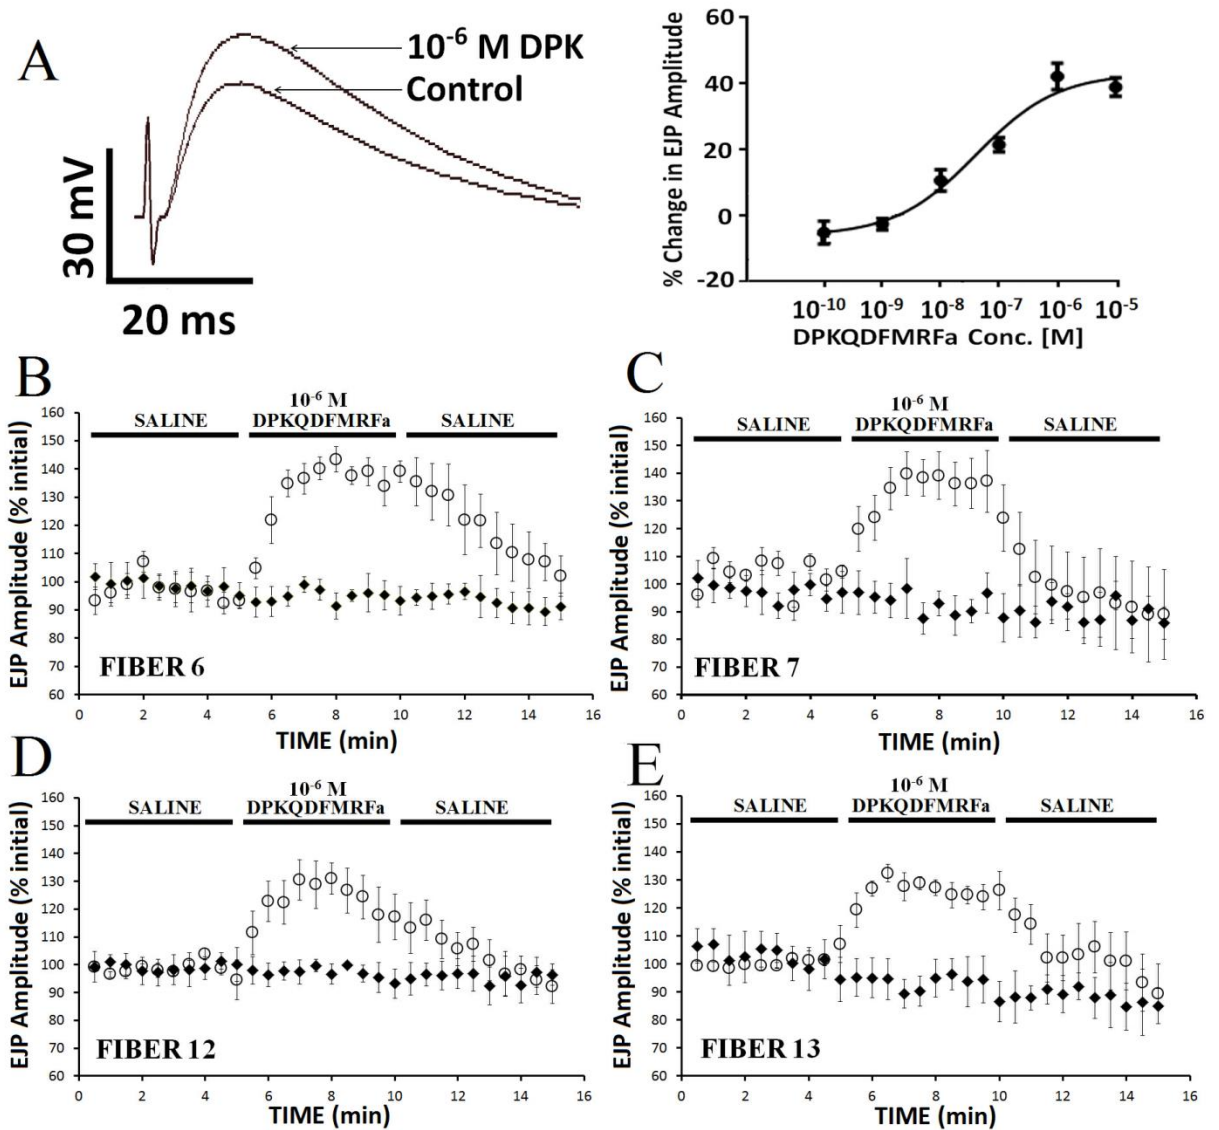 A
10⁻⁶ M DPK
Control
30 mV
20 ms
% Change in EJP Amplitude
60
40
20
0
-20
10⁻¹⁰ 10⁻⁹ 10⁻⁸ 10⁻⁷ 10⁻⁶ 10⁻⁵
DPKQDFMRFa Conc. [M]
B
10⁻⁶ M
SALINE DPKQDFMRFa SALINE
EJP Amplitude (% initial)
160
150
140
130
120
110
100
90
80
70
60
FIBER 6
0 2 4 6 8 10 12 14 16
TIME (min)
C
10⁻⁶ M
SALINE DPKQDFMRFa SALINE
EJP Amplitude (% initial)
160
150
140
130
120
110
100
90
80
70
60
FIBER 7
0 2 4 6 8 10 12 14 16
TIME (min)
D
10⁻⁶ M
SALINE DPKQDFMRFa SALINE
EJP Amplitude (% initial)
160
150
140
130
120
110
100
90
80
70
60
FIBER 12
0 2 4 6 8 10 12 14 16
TIME (min)
E
10⁻⁶ M
SALINE DPKQDFMRFa SALINE
EJP Amplitude (% initial)
160
150
140
130
120
110
100
90
80
70
60
FIBER 13
0 2 4 6 8 10 12 14 16
TIME (min)